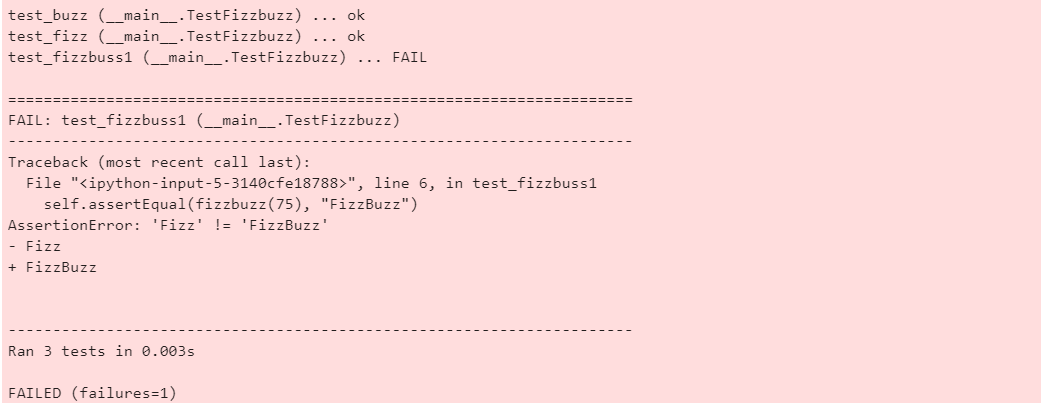 test_buzz (__main__.TestFizzbuzz) ... ok
test_fizz (__main__.TestFizzbuzz) ... ok
test_fizzbuss1 (__main__.TestFizzbuzz) ... FAIL
======================================================================
FAIL: test_fizzbuss1 (__main__.TestFizzbuzz)
----------------------------------------------------------------------
Traceback (most recent call last):
  File "<ipython-input-5-3140cfe18788>", line 6, in test_fizzbuss1
    self.assertEqual(fizzbuzz(75), "FizzBuzz")
AssertionError: 'Fizz' != 'FizzBuzz'
- Fizz
+ FizzBuzz
----------------------------------------------------------------------
Ran 3 tests in 0.003s
FAILED (failures=1)